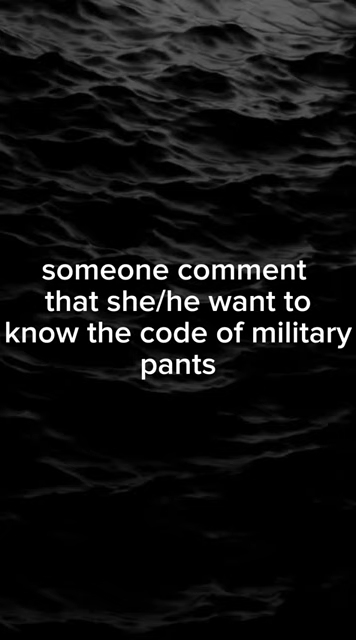 someone comment
that she/he want to
know the code of military
pants